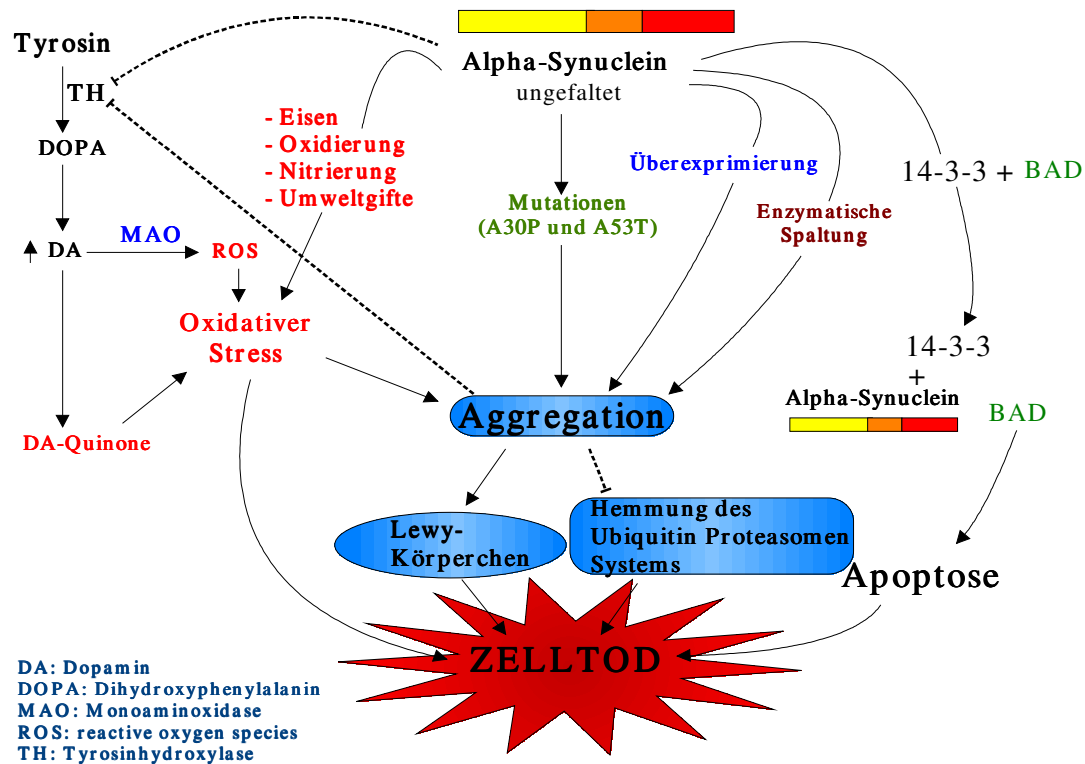 Tyrosin
TH
DOPA
DA
MAO
ROS
Oxidativer
Stress
DA-Quinone
- Eisen
- Oxidierung
- Nitrierung
- Umweltgifte
Alpha-Synuclein
ungefaltet
Mutationen
(A30P und A53T)
Überexprimierung
Enzymatische
Spaltung
14-3-3 + BAD
14-3-3
+
Alpha-Synuclein
BAD
Aggregation
Lewy-
Körperchen
Hemmung des
Ubiquitin Proteasomen
Systems
Apoptose
ZELLTOD
DA: Dopamin
DOPA: Dihydroxyphenylalanin
MAO: Monoaminoxidase
ROS: reactive oxygen species
TH: Tyrosinhydroxylase